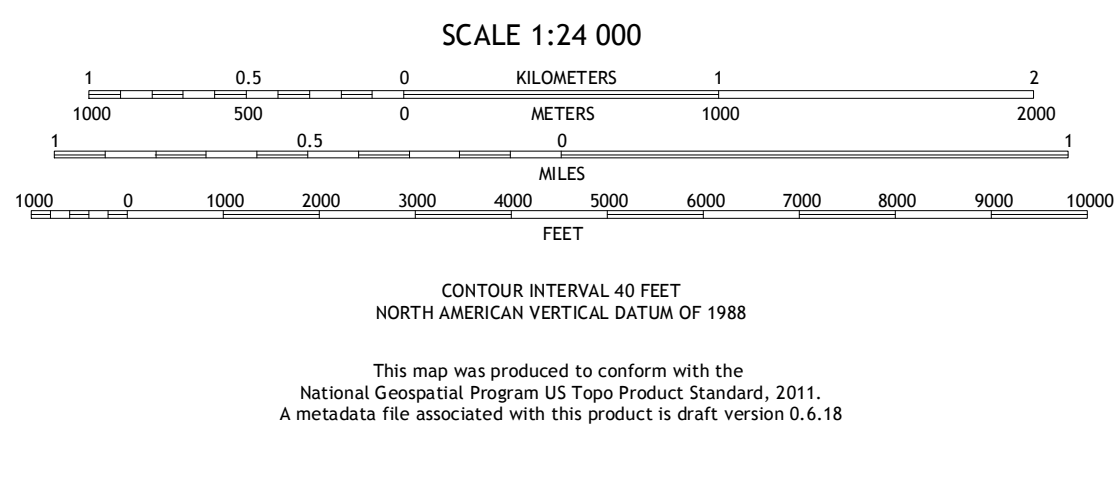 SCALE 1:24 000
1 0.5 0 KILOMETERS 1 2
1000 500 0 METERS 1000 2000
1 0.5 0 1
MILES
1000 0 1000 2000 3000 4000 5000 6000 7000 8000 9000 10000
FEET
CONTOUR INTERVAL 40 FEET
NORTH AMERICAN VERTICAL DATUM OF 1988
This map was produced to conform with the
National Geospatial Program US Topo Product Standard, 2011.
A metadata file associated with this product is draft version 0.6.18